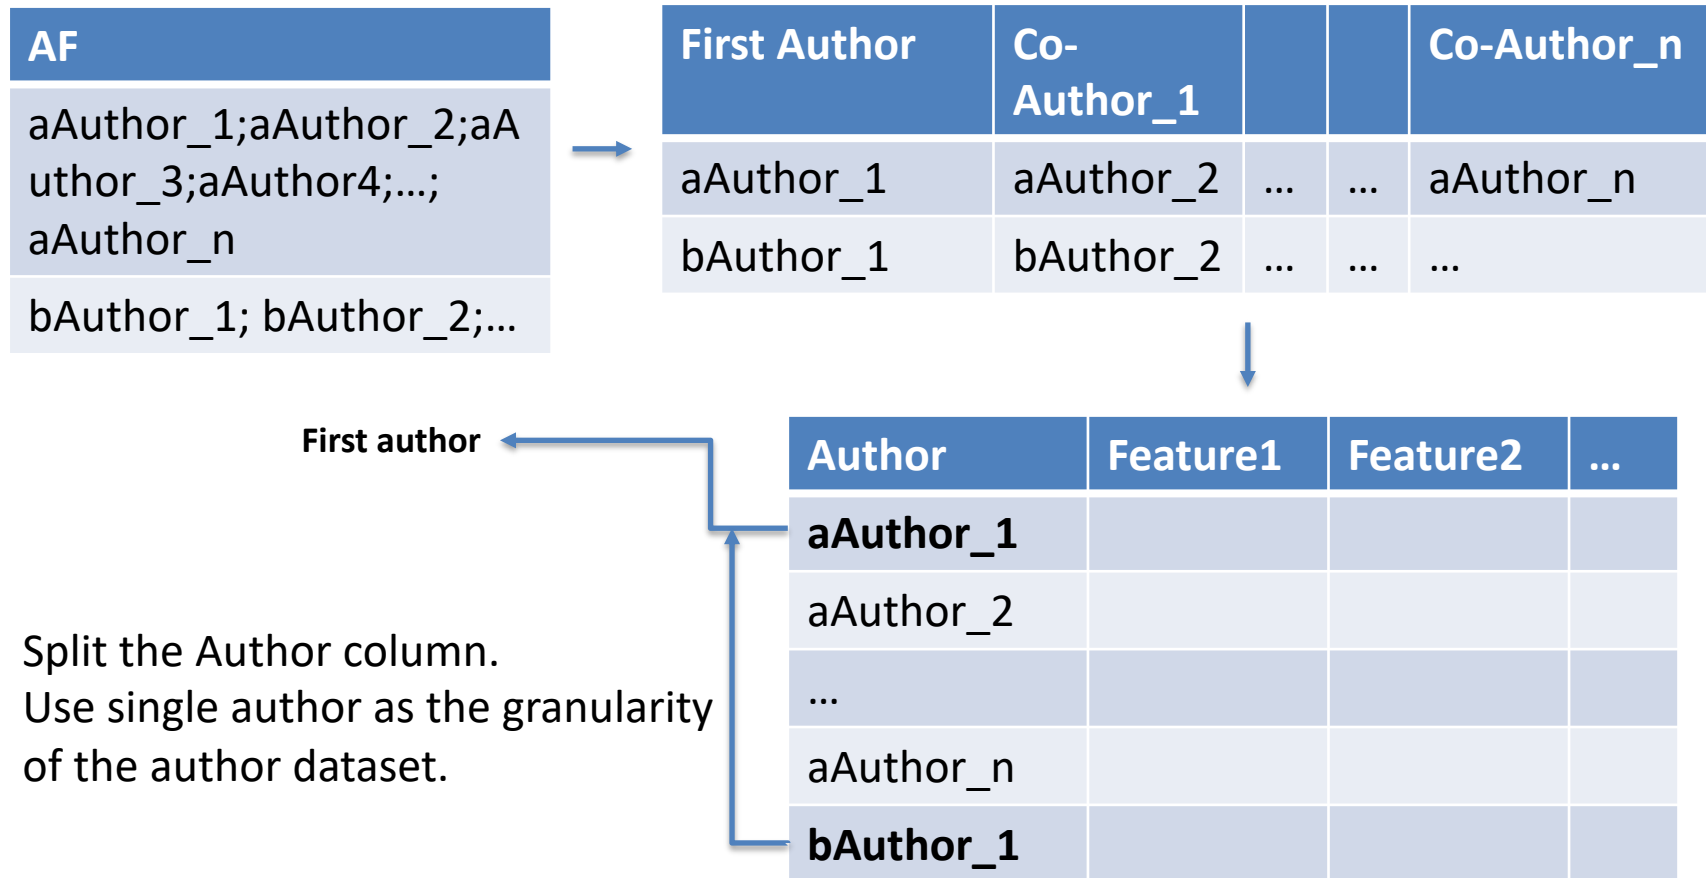 AF
aAuthor_1;aAuthor_2;aA
uthor_3;aAuthor4;...;
aAuthor_n
bAuthor_1; bAuthor_2;...
First Author
Co-
Author_1
Co-Author_n
aAuthor_1
aAuthor_2
...
...
aAuthor_n
bAuthor_1
bAuthor_2
...
...
...
First author
Author
Feature1
Feature2
...
aAuthor_1
aAuthor_2
...
aAuthor_n
bAuthor_1
Split the Author column.
Use single author as the granularity
of the author dataset.